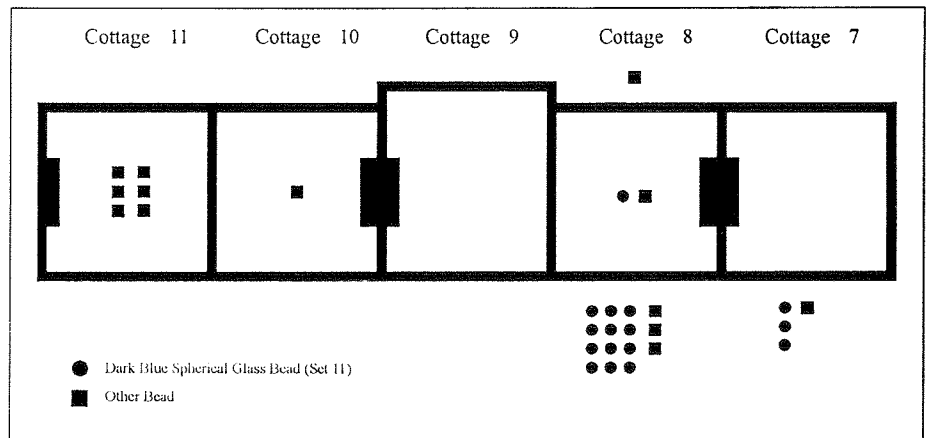 Cottage 11 Cottage 10 Cottage 9 Cottage 8 Cottage 7
Dark Blue Spherical Glass Bead (Set 11)
Other Bead